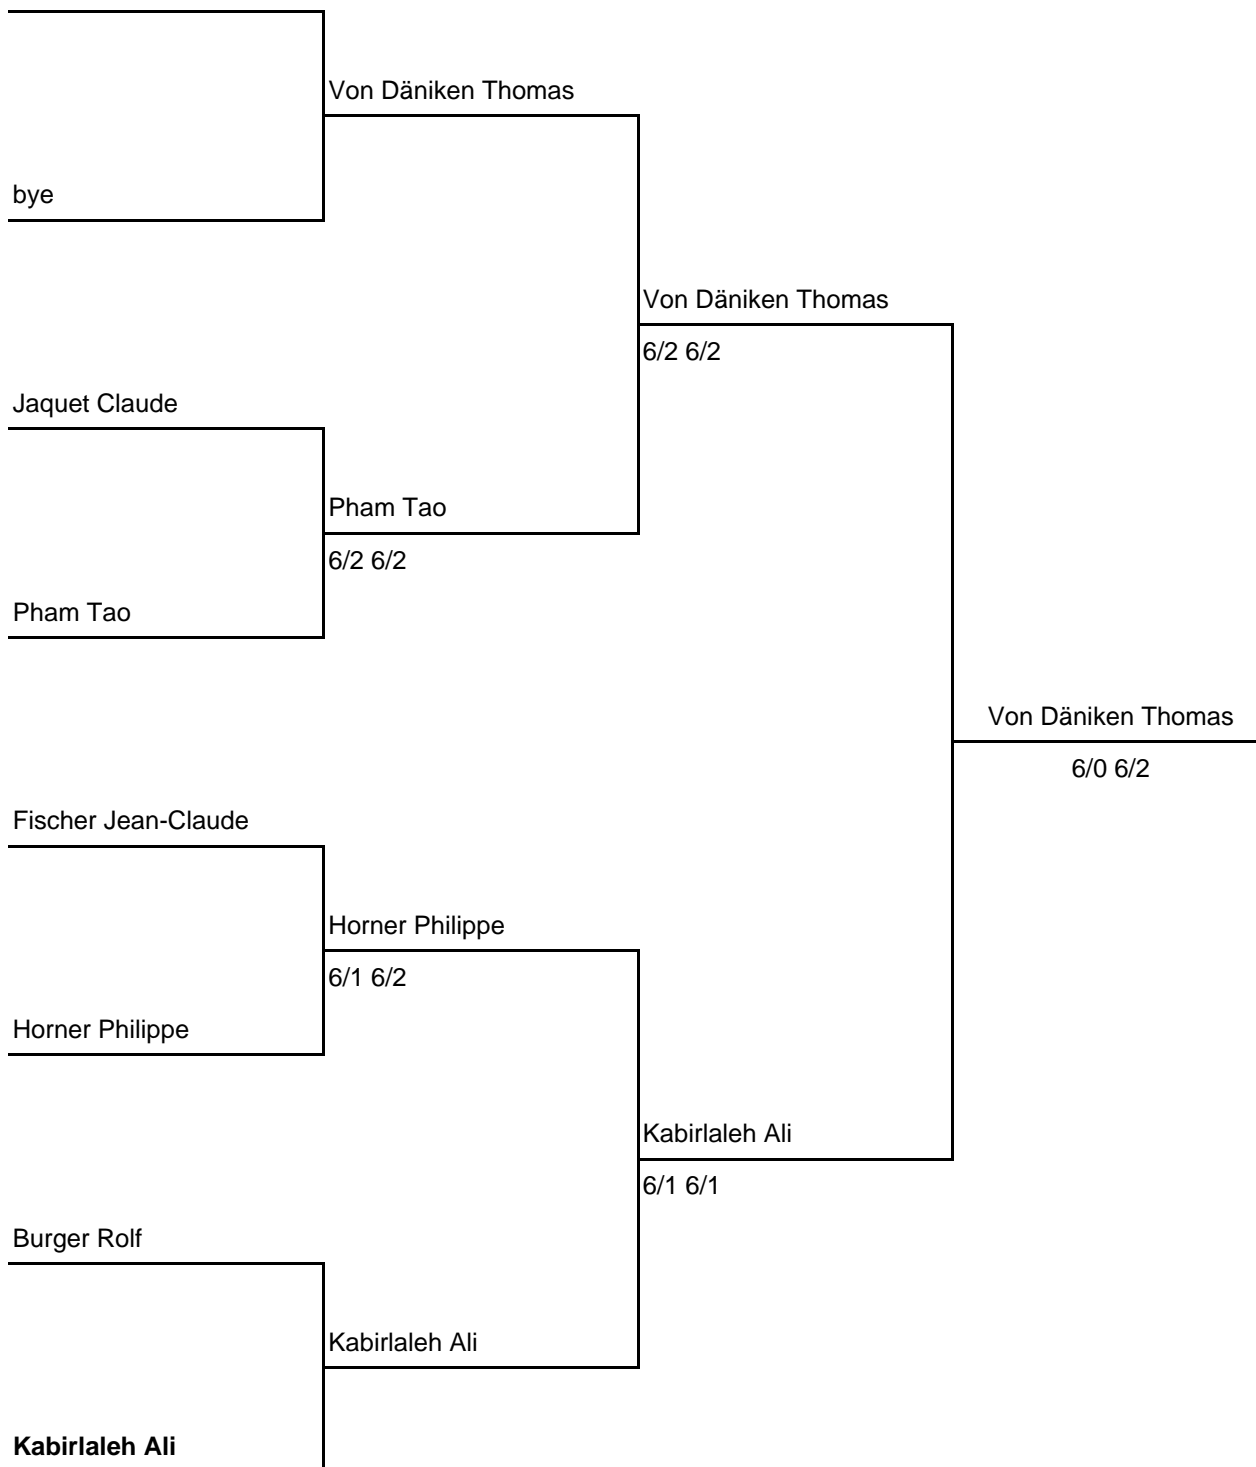 Von Däniken Thomas
bye
Von Däniken Thomas
6/2 6/2
Jaquet Claude
Pham Tao
6/2 6/2
Pham Tao
Von Däniken Thomas
6/0 6/2
Fischer Jean-Claude
Horner Philippe
6/1 6/2
Horner Philippe
Kabirlaleh Ali
6/1 6/1
Burger Rolf
Kabirlaleh Ali
Kabirlaleh Ali